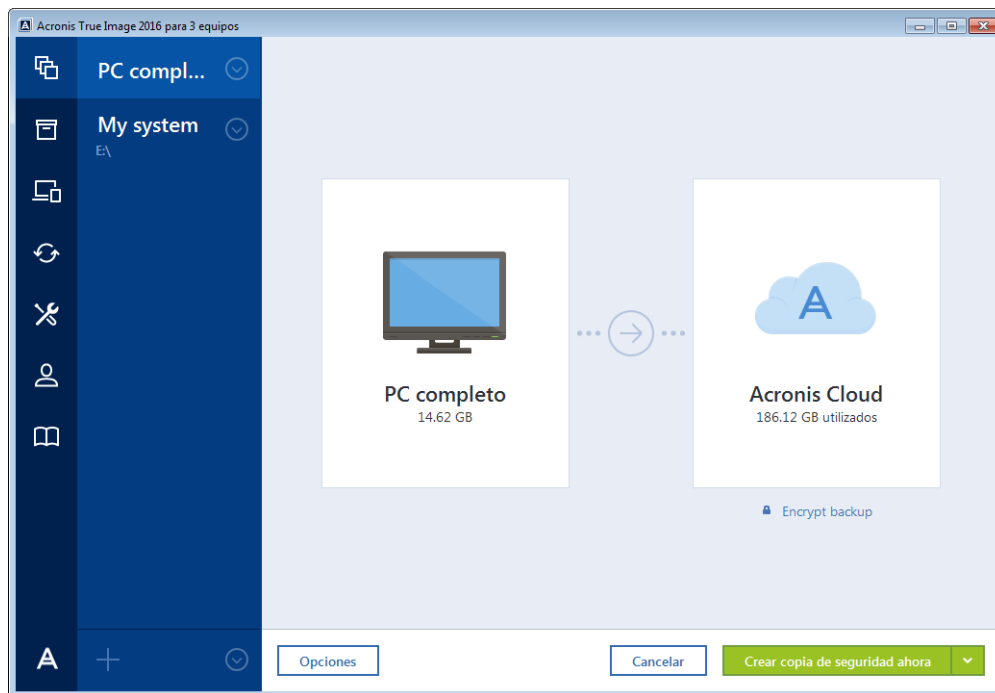 Acronis True Image 2016 para 3 equipos
PC compl...
My system
E:\
PC completo
14.62 GB
Acronis Cloud
186.12 GB utilizados
Encrypt backup
Opciones
Cancelar
Crear copia de seguridad ahora